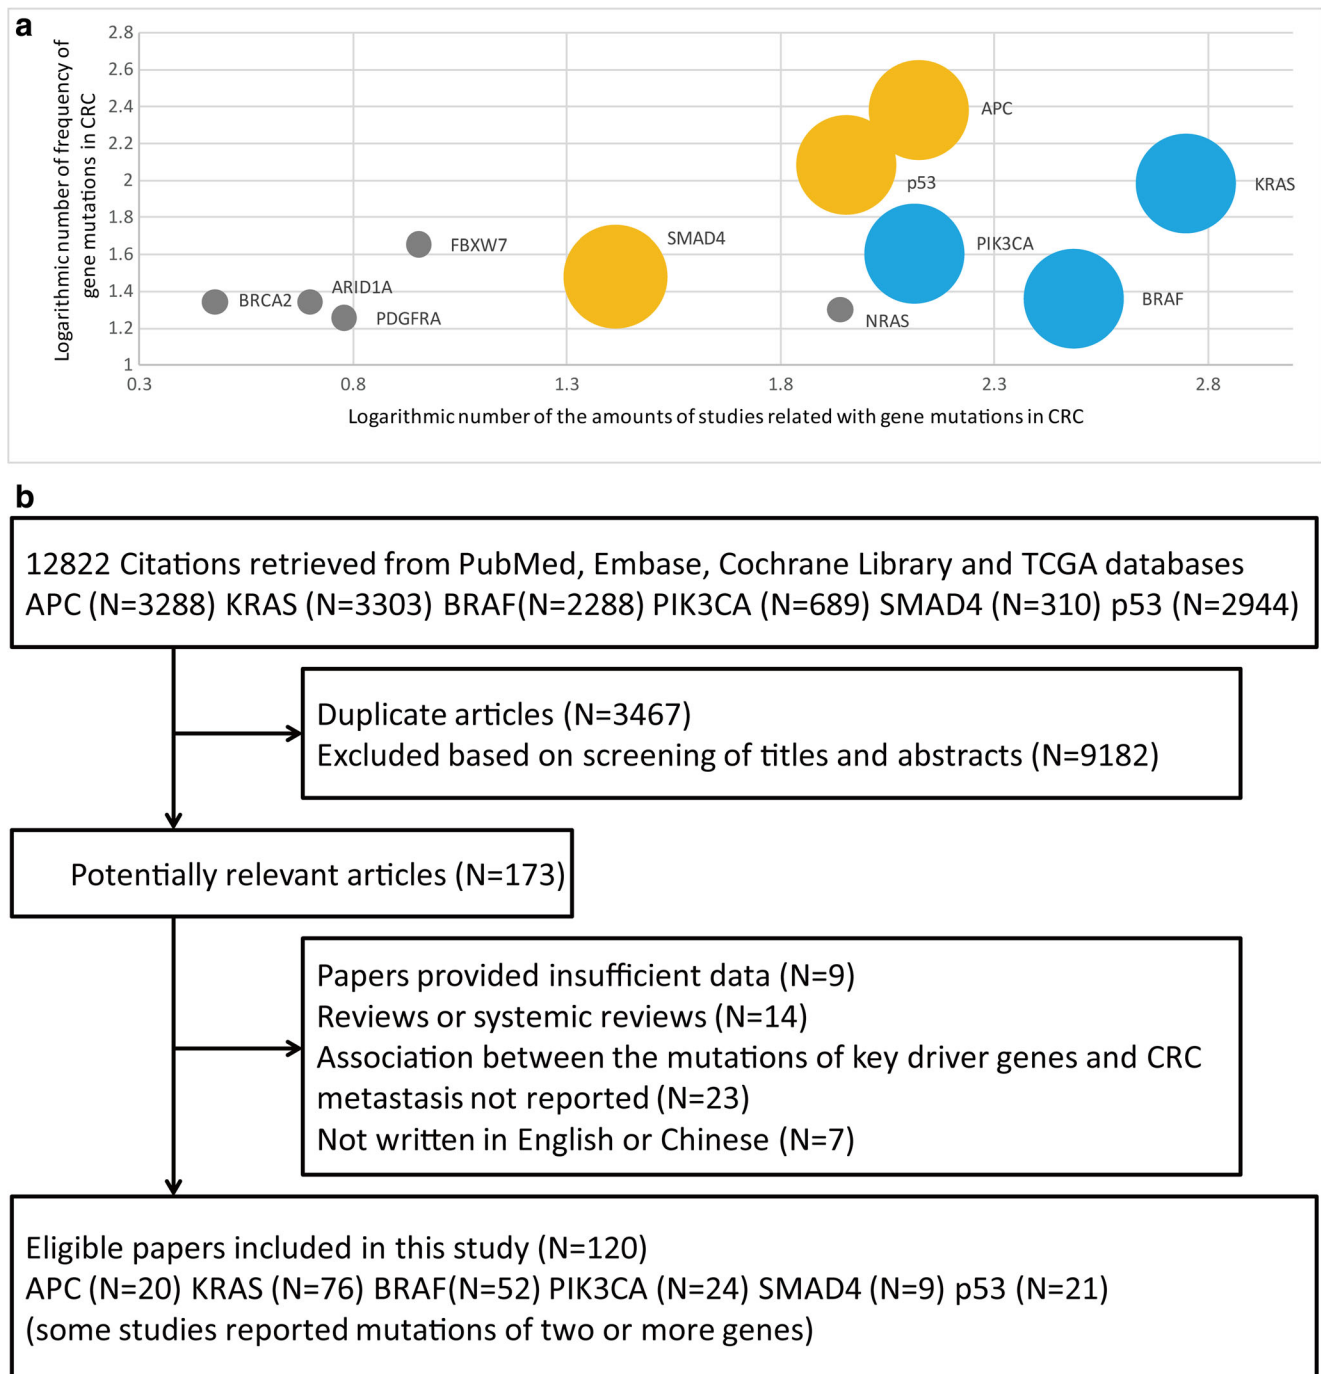 a
Logarithmic number of frequency of
gene mutations in CRC
2.8
2.6
2.4
2.2
2
1.8
1.6
1.4
1.2
1
APC
p53
KRAS
SMAD4
PIK3CA
FBXW7
BRAF
ARID1A
BRCA2
PDGFRA
NRAS
0.3 0.8 1.3 1.8 2.3 2.8
Logarithmic number of the amounts of studies related with gene mutations in CRC
b
12822 Citations retrieved from PubMed, Embase, Cochrane Library and TCGA databases
APC (N=3288) KRAS (N=3303) BRAF(N=2288) PIK3CA (N=689) SMAD4 (N=310) p53 (N=2944)
Duplicate articles (N=3467)
Excluded based on screening of titles and abstracts (N=9182)
Potentially relevant articles (N=173)
Papers provided insufficient data (N=9)
Reviews or systemic reviews (N=14)
Association between the mutations of key driver genes and CRC
metastasis not reported (N=23)
Not written in English or Chinese (N=7)
Eligible papers included in this study (N=120)
APC (N=20) KRAS (N=76) BRAF(N=52) PIK3CA (N=24) SMAD4 (N=9) p53 (N=21)
(some studies reported mutations of two or more genes)